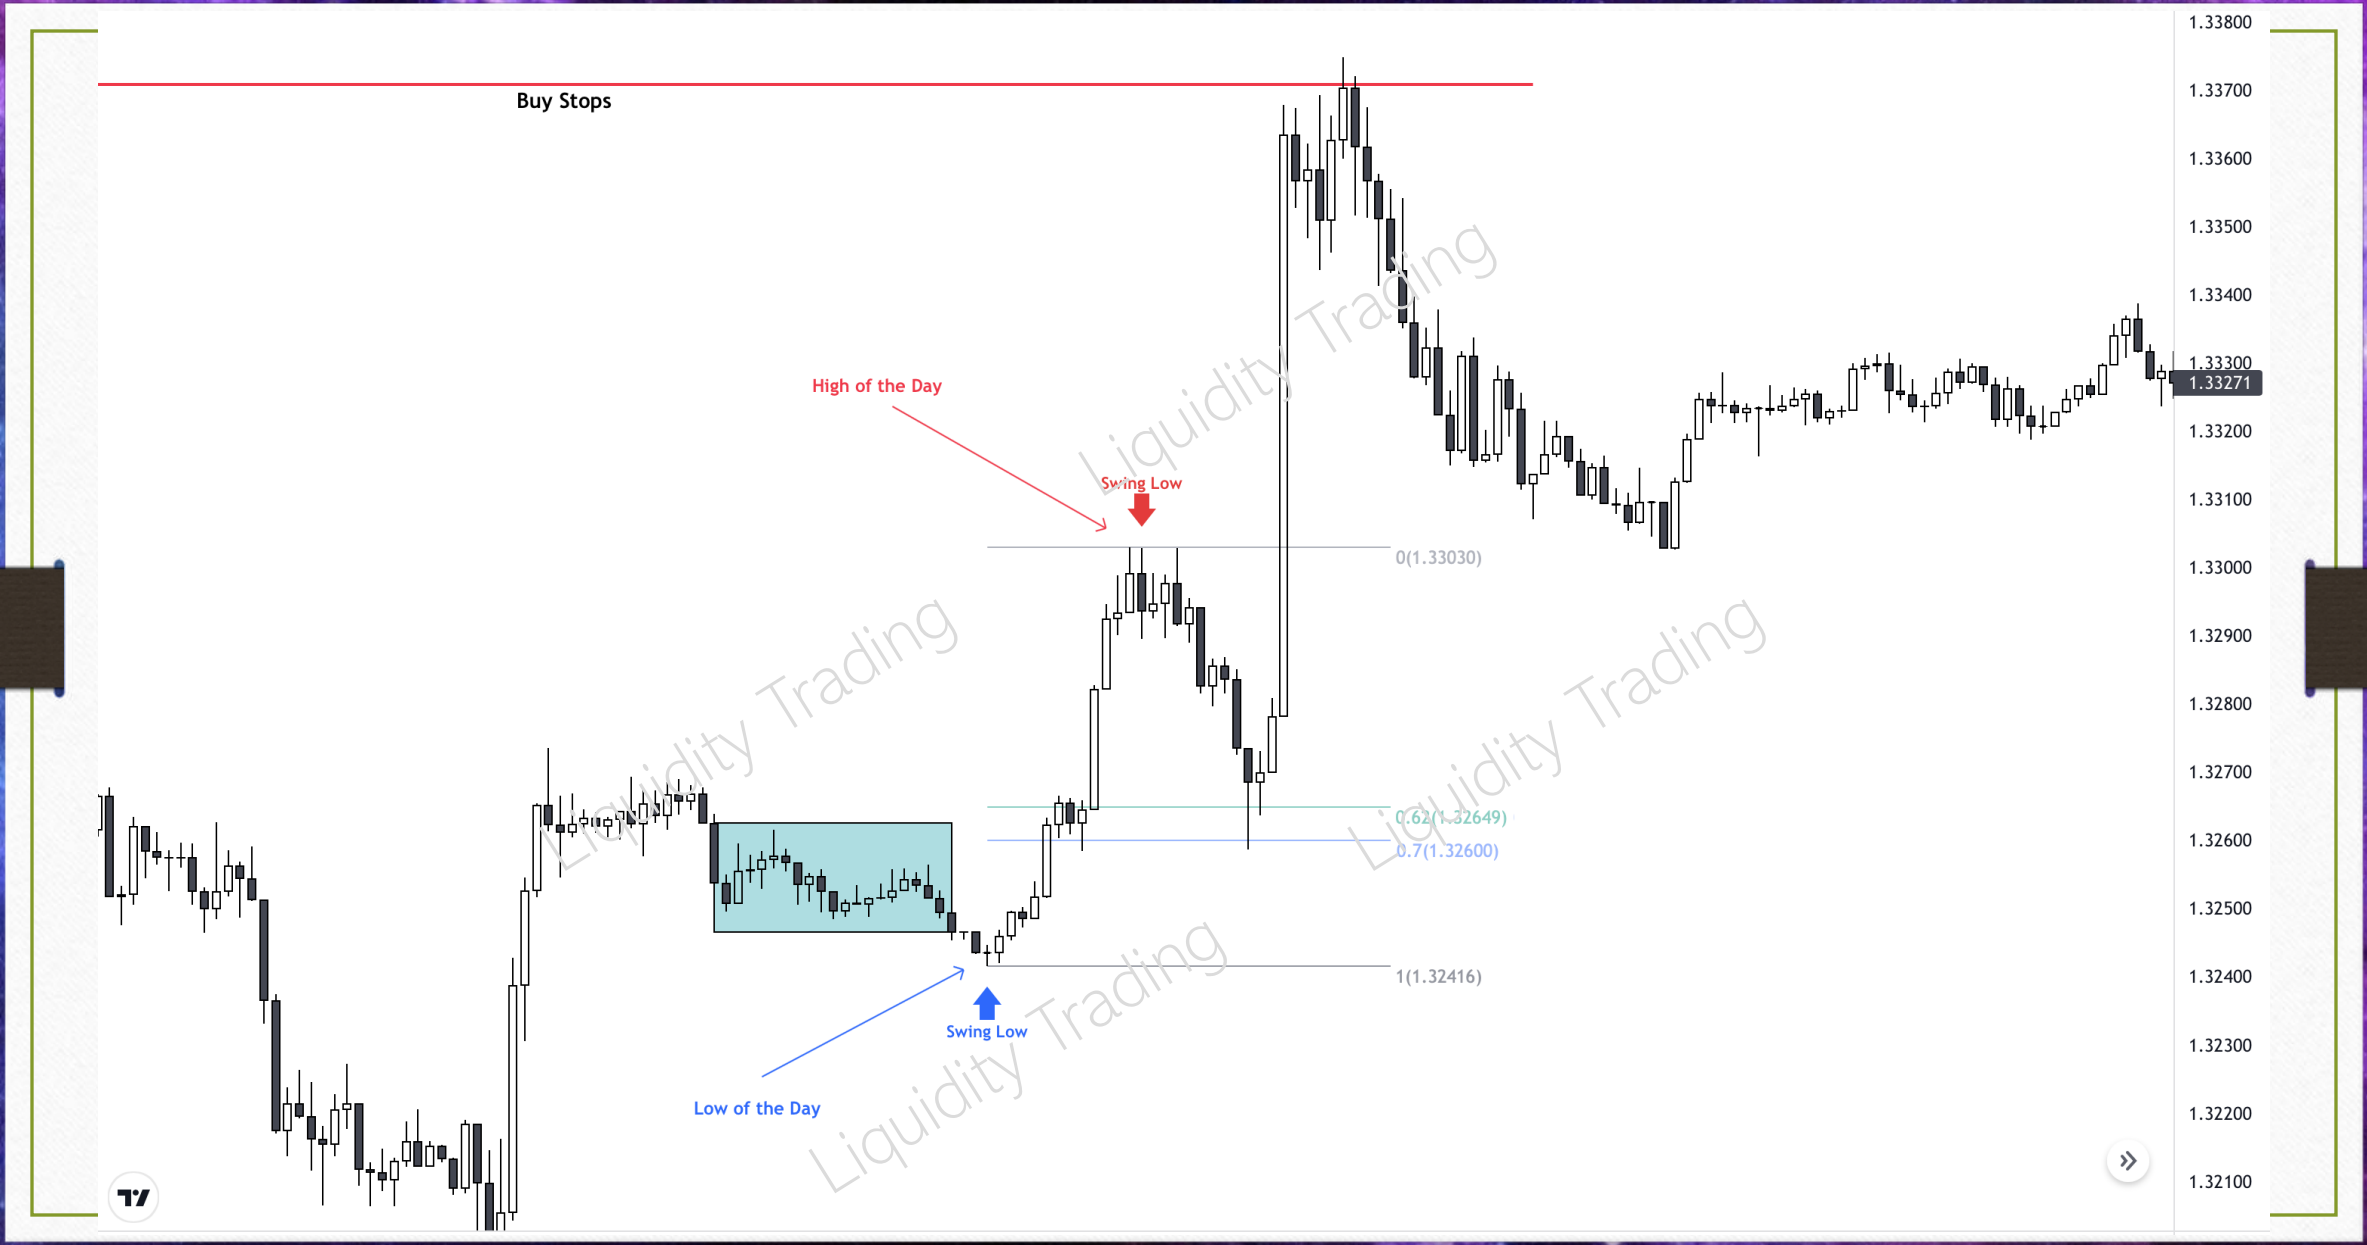 1.33800
Buy Stops
1.33700
1.33600
1.33500
1.33400
High of the Day
1.33300
1.33271
1.33200
Swing Low
1.33100
0(1.33030)
1.33000
1.32900
1.32800
1.32700
0.62(1.32649)
0.7(1.32600)
1.32600
1.32500
1(1.32416)
1.32400
Swing Low
1.32300
Low of the Day
1.32200
1.32100
Liquidity Trading
Liquidity Trading
Liquidity Trading
Liquidity Trading